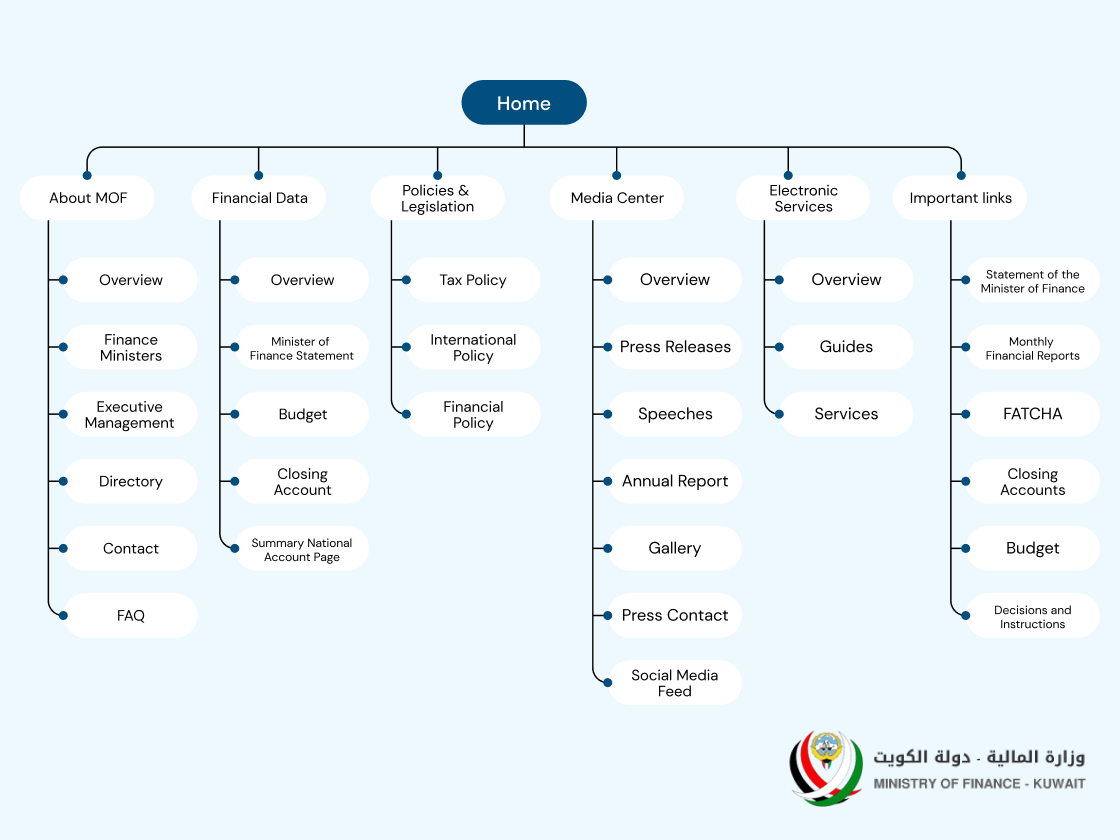 Home
About MOF
Financial Data
Policies &
Legislation
Media Center
Electronic
Services
Important links
Overview
Finance
Ministers
Executive
Management
Directory
Contact
FAQ
Overview
Minister of
Finance Statement
Budget
Closing
Account
Summary National
Account Page
Tax Policy
International
Policy
Financial
Policy
Overview
Press Releases
Speeches
Annual Report
Gallery
Press Contact
Social Media
Feed
Overview
Guides
Services
Statement of the
Minister of Finance
Monthly
Financial Reports
FATCHA
Closing
Accounts
Budget
Decisions and
Instructions
وزارة المالية - دولة الكويت
MINISTRY OF FINANCE - KUWAIT